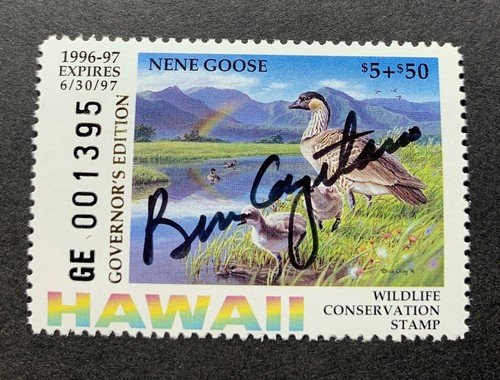 1996-97
EXPIRES
6/30/97
NENE GOOSE
$5+$50
GE 001395
GOVERNOR'S EDITION
Ben Cayetano
HAWAII
WILDLIFE
CONSERVATION
STAMP